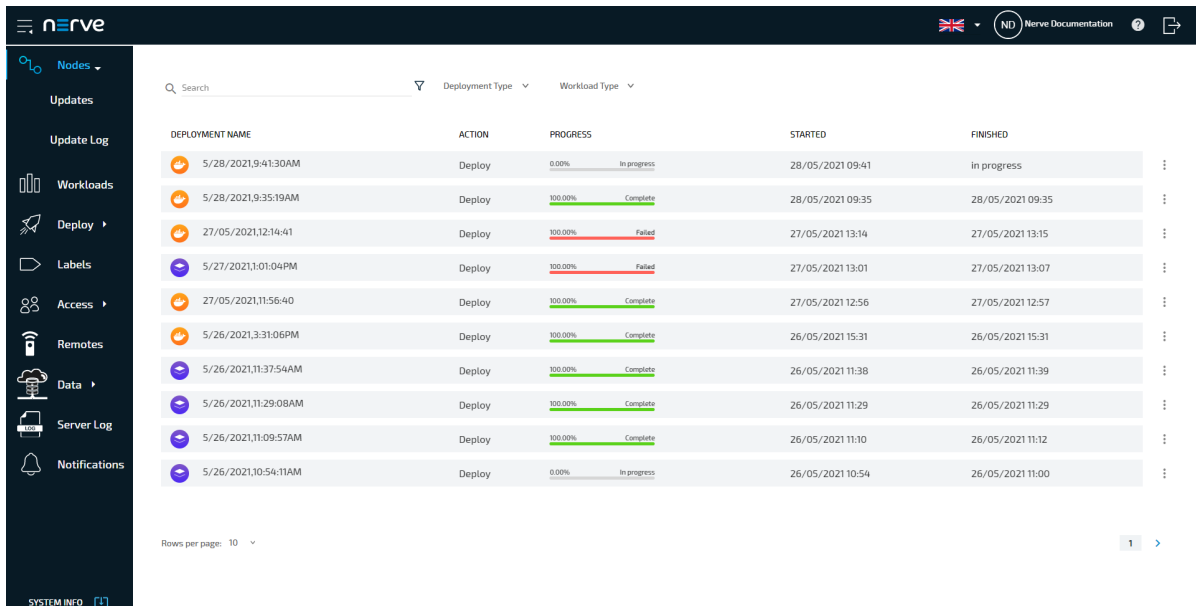 nerve
ND Nerve Documentation ?
Nodes
Updates
Update Log
Workloads
Deploy
Labels
Access
Remotes
Data
LOG Server Log
Notifications
SYSTEM INFO
Search Deployment Type Workload Type
DEPLOYMENT NAME ACTION PROGRESS STARTED FINISHED
5/28/2021,9:41:30AM Deploy 0.00% In progress 28/05/2021 09:41 in progress
5/28/2021,9:35:19AM Deploy 100.00% Complete 28/05/2021 09:35 28/05/2021 09:35
27/05/2021,12:14:41 Deploy 100.00% Failed 27/05/2021 13:14 27/05/2021 13:15
5/27/2021,1:01:04PM Deploy 100.00% Failed 27/05/2021 13:01 27/05/2021 13:07
27/05/2021,11:56:40 Deploy 100.00% Complete 27/05/2021 12:56 27/05/2021 12:57
5/26/2021,3:31:06PM Deploy 100.00% Complete 26/05/2021 15:31 26/05/2021 15:31
5/26/2021,11:37:54AM Deploy 100.00% Complete 26/05/2021 11:38 26/05/2021 11:39
5/26/2021,11:29:08AM Deploy 100.00% Complete 26/05/2021 11:29 26/05/2021 11:29
5/26/2021,11:09:57AM Deploy 100.00% Complete 26/05/2021 11:10 26/05/2021 11:12
5/26/2021,10:54:11AM Deploy 0.00% In progress 26/05/2021 10:54 26/05/2021 11:00
Rows per page: 10 1